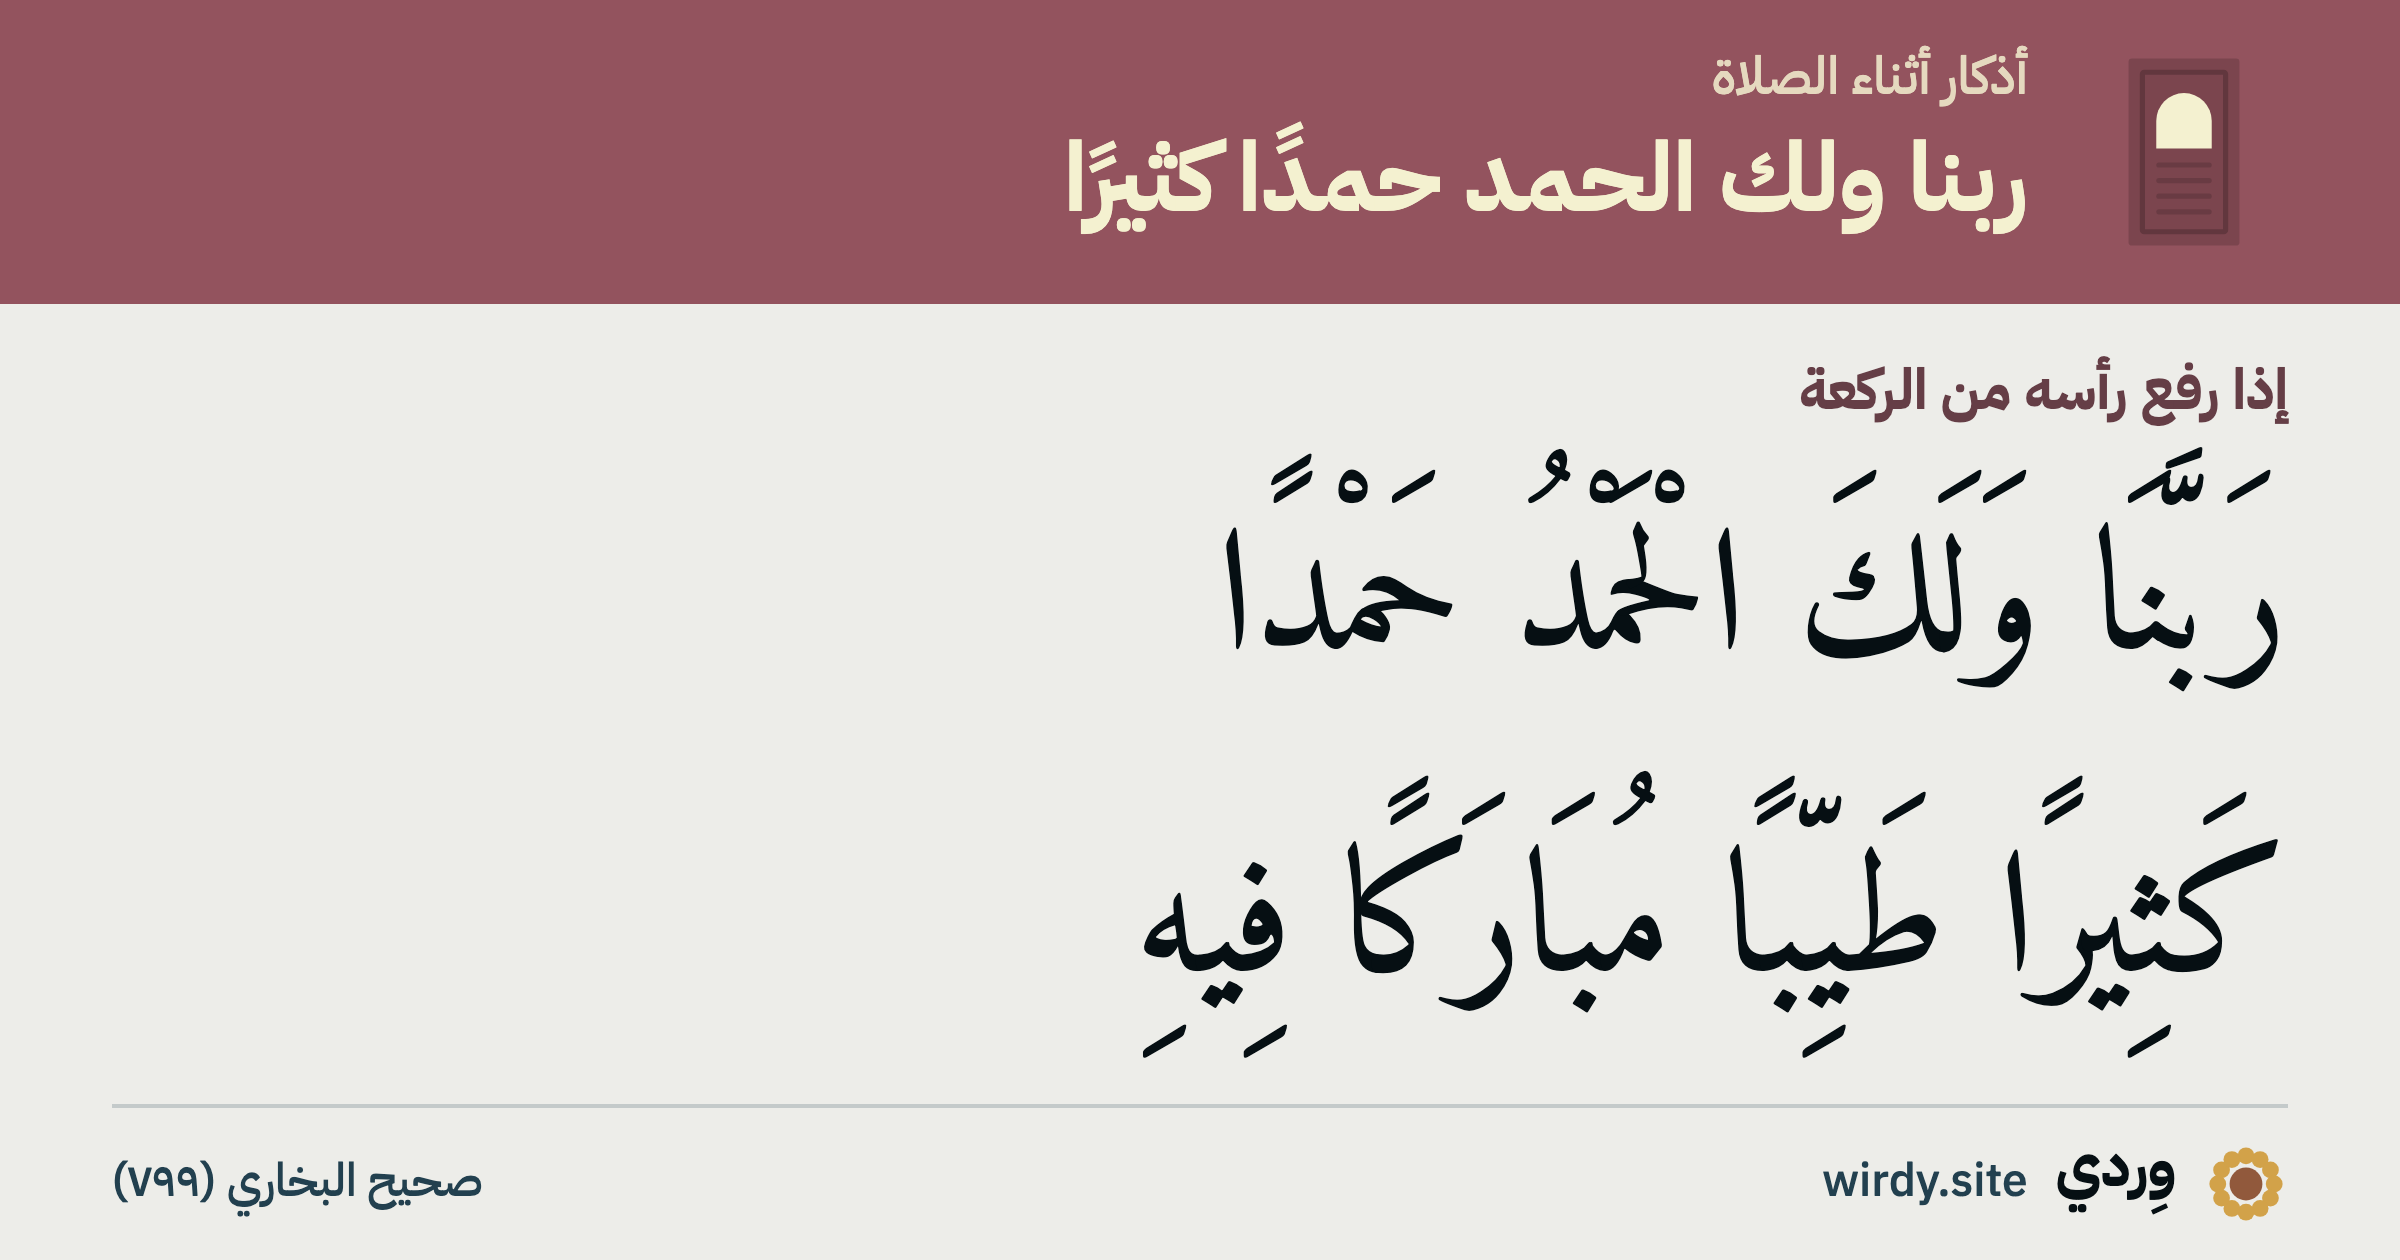 أذكار أثناء الصلاة
ربنا ولك الحمد حمدًا كثيرًا
إذا رفع رأسه من الركعة
رَبَّنَا وَلَكَ الْحَمْدُ حَمْدًا
كَثِيرًا طَيِّبًا مُبَارَكًا فِيهِ
وِردي wirdy.site
صحيح البخاري (٧٩٩)